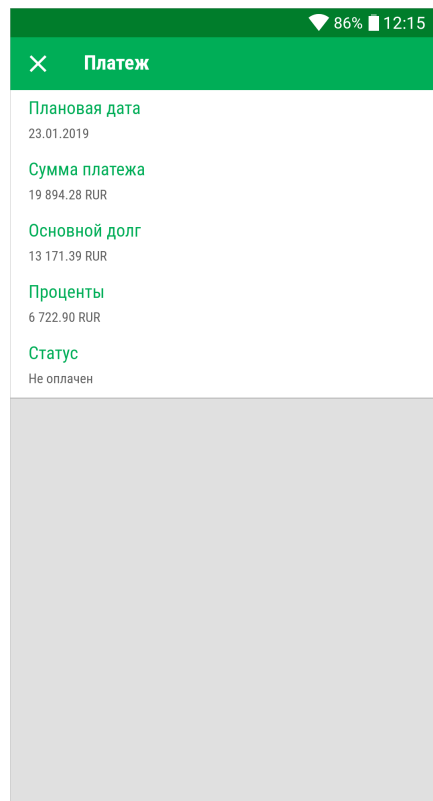 86% 12:15
Платеж
Плановая дата
23.01.2019
Сумма платежа
19 894.28 RUR
Основной долг
13 171.39 RUR
Проценты
6 722.90 RUR
Статус
Не оплачен